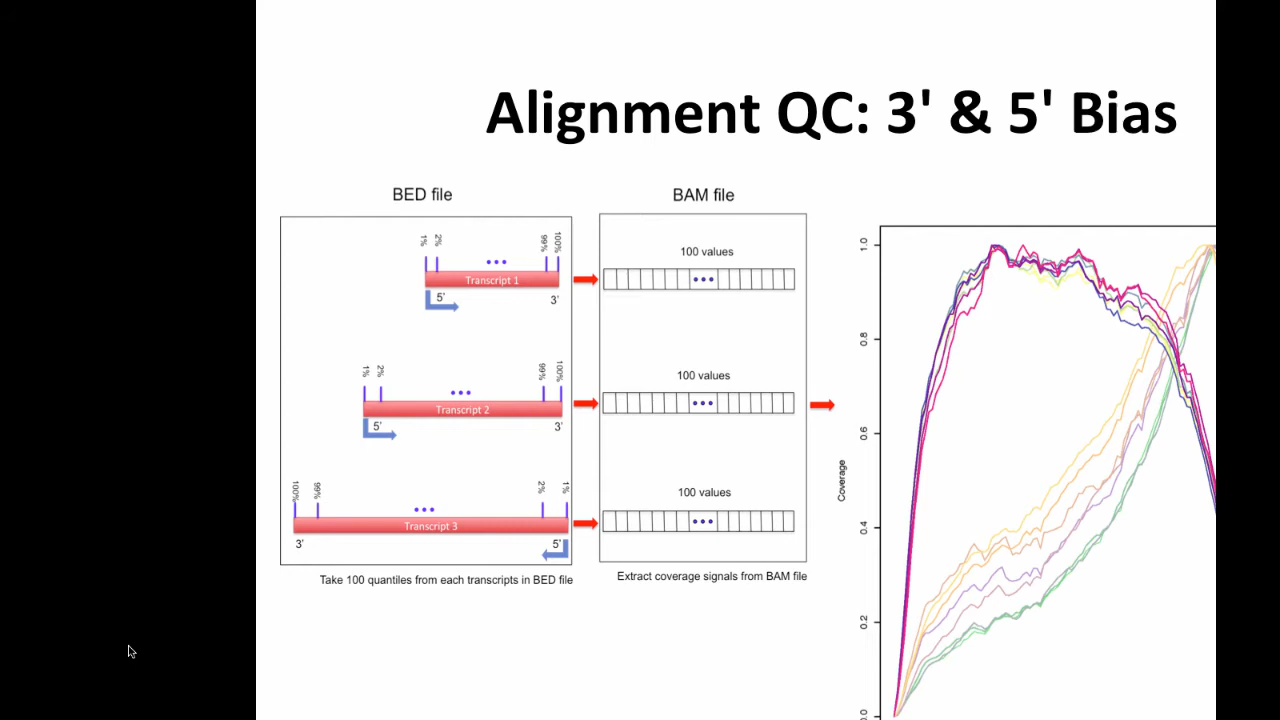 Alignment QC: 3' & 5' Bias
BED file
BAM file
1% 2% 99% 100%
Transcript 1
5' 3'
100 values
1% 2% 99% 100%
Transcript 2
5' 3'
100 values
100% 99% 2% 1%
Transcript 3
3' 5'
100 values
Take 100 quantiles from each transcripts in BED file
Extract coverage signals from BAM file
Coverage
1.0
0.8
0.6
0.4
0.2
0.0